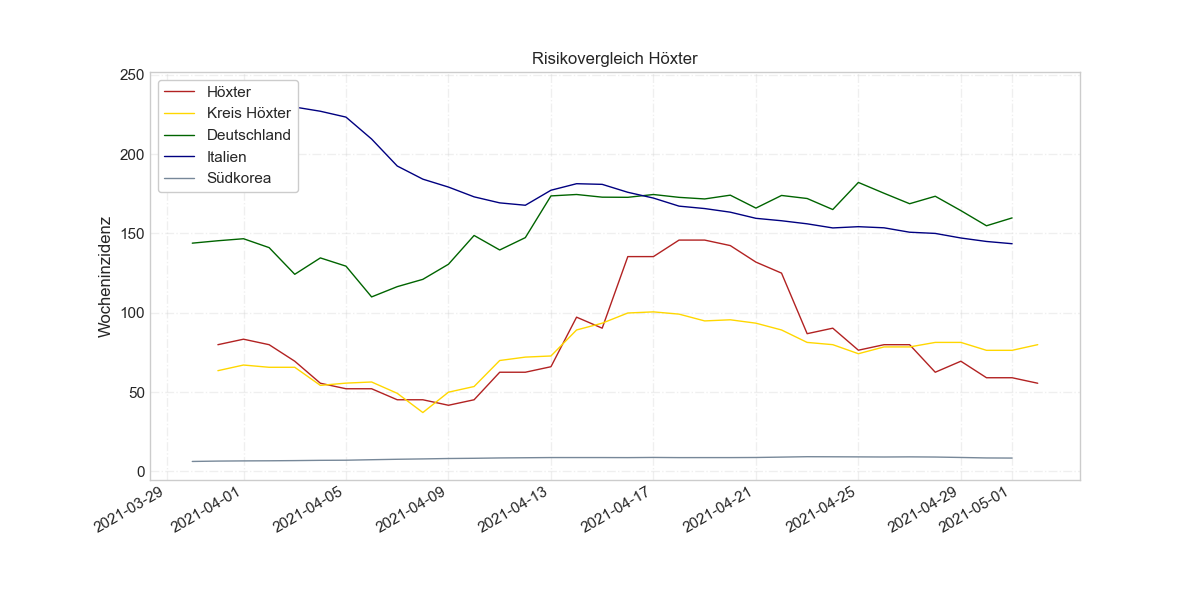 Risikovergleich Höxter
250
200
150
100
50
0
Wocheninzidenz
Höxter
Kreis Höxter
Deutschland
Italien
Südkorea
2021-03-29
2021-04-01
2021-04-05
2021-04-09
2021-04-13
2021-04-17
2021-04-21
2021-04-25
2021-04-29
2021-05-01